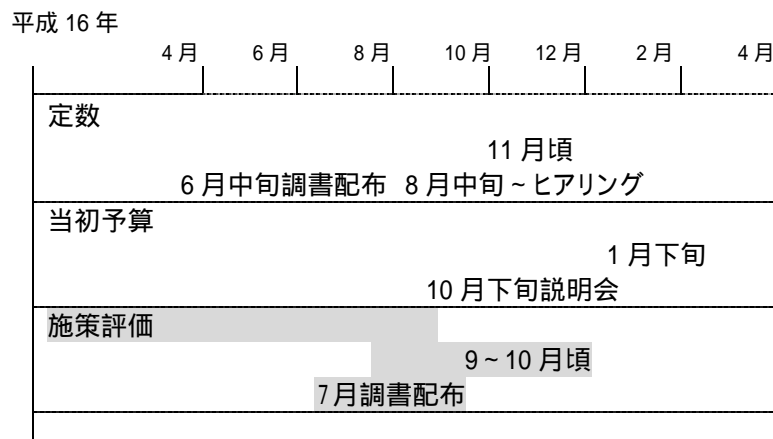 平成 16 年
4 月 6 月 8 月 10 月 12 月 2 月 4 月
定数
11 月頃
6 月中旬調書配布 8 月中旬~ヒアリング
当初予算
1 月下旬
10 月下旬説明会
施策評価
9~10 月頃
7月調書配布